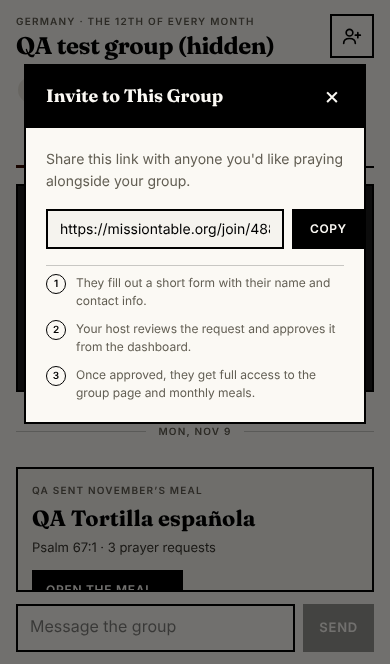 GERMANY · THE 12TH OF EVERY MONTH
QA test group (hidden)
Invite to This Group
Share this link with anyone you'd like praying
alongside your group.
https://missiontable.org/join/48
COPY
1 They fill out a short form with their name and
contact info.
2 Your host reviews the request and approves it
from the dashboard.
3 Once approved, they get full access to the
group page and monthly meals.
MON, NOV 9
QA SENT NOVEMBER'S MEAL
QA Tortilla española
Psalm 67:1 · 3 prayer requests
OPEN THE MEAL
Message the group
SEND